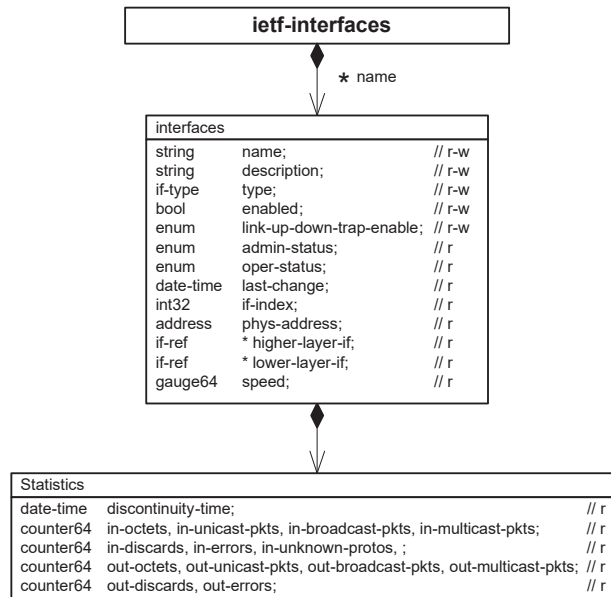 ietf-interfaces
* name
interfaces
string name; // r-w
string description; // r-w
if-type type; // r-w
bool enabled; // r-w
enum link-up-down-trap-enable; // r-w
enum admin-status; // r
enum oper-status; // r
date-time last-change; // r
int32 if-index; // r
address phys-address; // r
if-ref * higher-layer-if; // r
if-ref * lower-layer-if; // r
gauge64 speed; // r
Statistics
date-time discontinuity-time; // r
counter64 in-octets, in-unicast-pkts, in-broadcast-pkts, in-multicast-pkts; // r
counter64 in-discards, in-errors, in-unknown-protos, ; // r
counter64 out-octets, out-unicast-pkts, out-broadcast-pkts, out-multicast-pkts; // r
counter64 out-discards, out-errors; // r